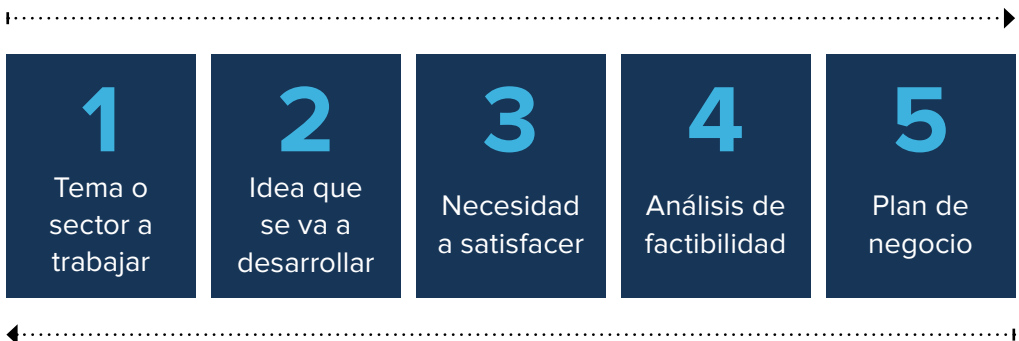 1
Tema o
sector a
trabajar
2
Idea que
se va a
desarrollar
3
Necesidad
a satisfacer
4
Análisis de
factibilidad
5
Plan de
negocio